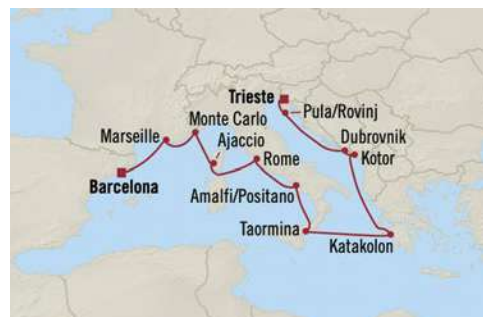 Monte Carlo
Trieste
Pula/Rovinj
Marseille
Ajaccio
Dubrovnik
Rome
Kotor
Barcelona
Amalfi/Positano
Taormina
Katakolon